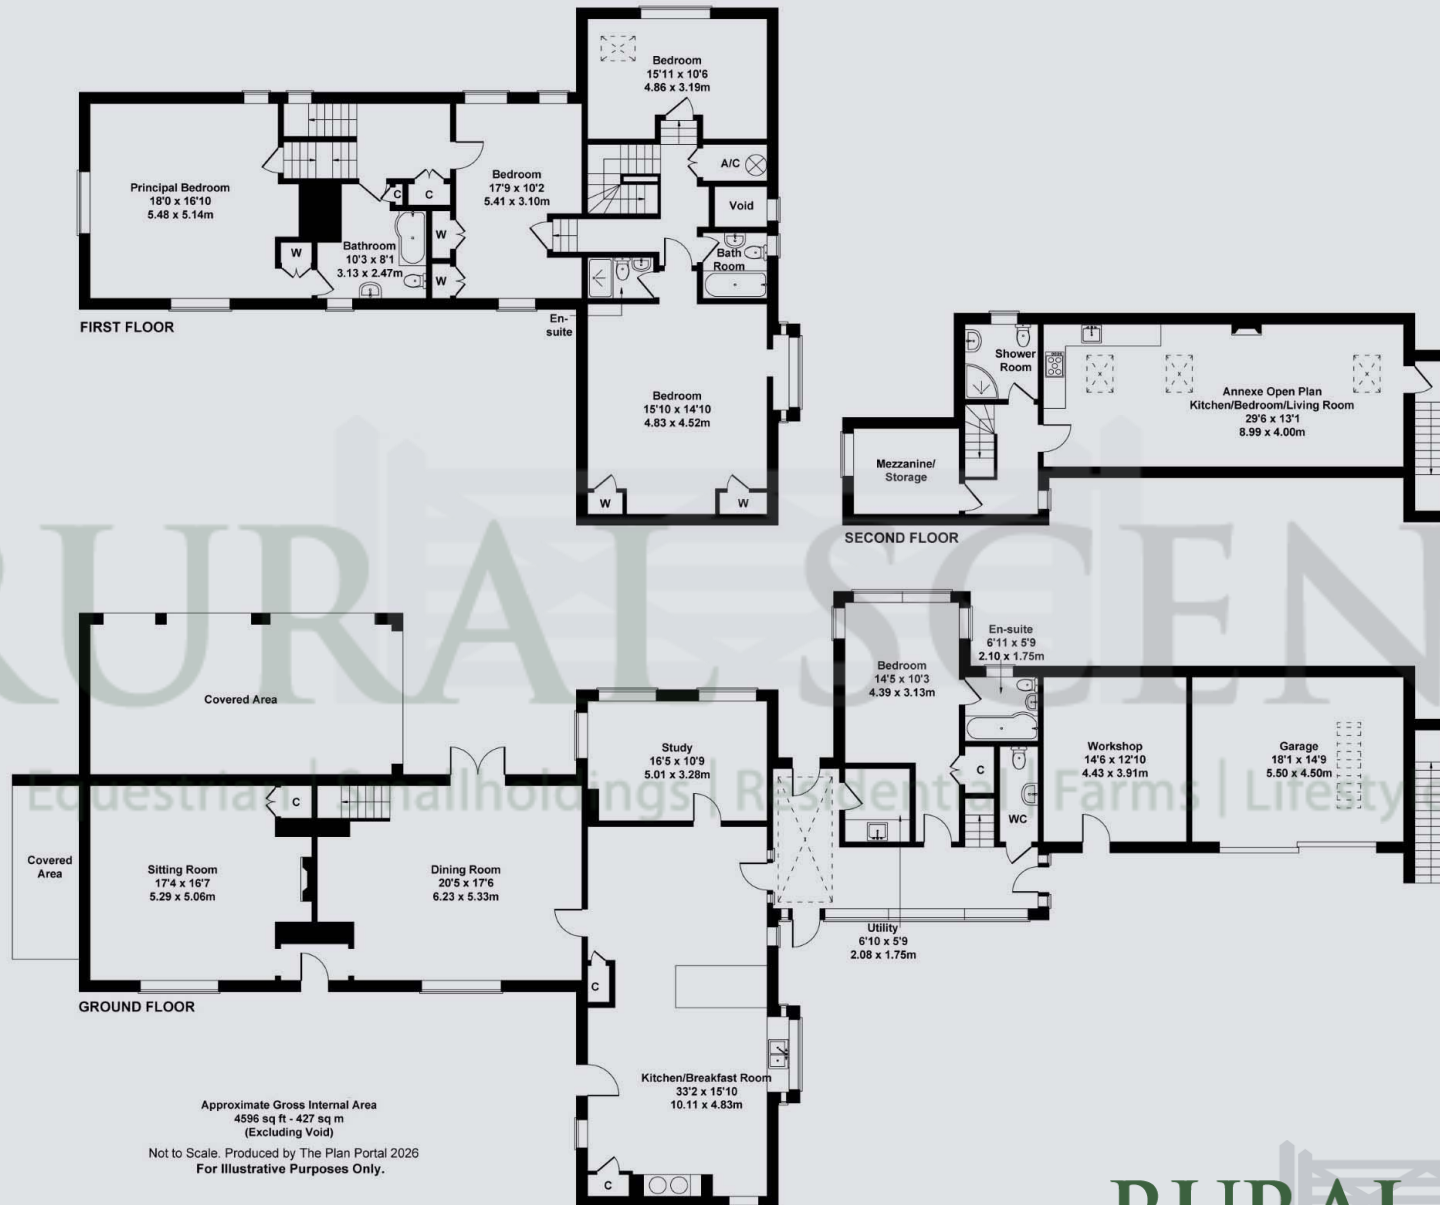 Bedroom
15'11 x 10'6
4.86 x 3.19m
Principal Bedroom
18'0 x 16'10
5.48 x 5.14m
Bedroom
17'9 x 10'2
5.41 x 3.10m
A/C
C
C
Void
W
W
W
Bathroom
10'3 x 8'1
3.13 x 2.47m
Bath
Room
FIRST FLOOR
En-
suite
Bedroom
15'10 x 14'10
4.83 x 4.52m
W
W
Shower
Room
Annexe Open Plan
Kitchen/Bedroom/Living Room
29'6 x 13'1
8.99 x 4.00m
Mezzanine/
Storage
SECOND FLOOR
RURAL SCEN
Equestrian | Smallholdings | Residential | Farms | Lifestyle
Covered Area
En-suite
6'11 x 5'9
2.10 x 1.75m
Bedroom
14'5 x 10'3
4.39 x 3.13m
Study
16'5 x 10'9
5.01 x 3.28m
Workshop
14'6 x 12'10
4.43 x 3.91m
Garage
18'1 x 14'9
5.50 x 4.50m
C
C
WC
Covered
Area
Sitting Room
17'4 x 16'7
5.29 x 5.06m
Dining Room
20'5 x 17'6
6.23 x 5.33m
Utility
6'10 x 5'9
2.08 x 1.75m
C
GROUND FLOOR
Kitchen/Breakfast Room
33'2 x 15'10
10.11 x 4.83m
C
Approximate Gross Internal Area
4596 sq ft - 427 sq m
(Excluding Void)
Not to Scale. Produced by The Plan Portal 2026
For Illustrative Purposes Only.
RURAL